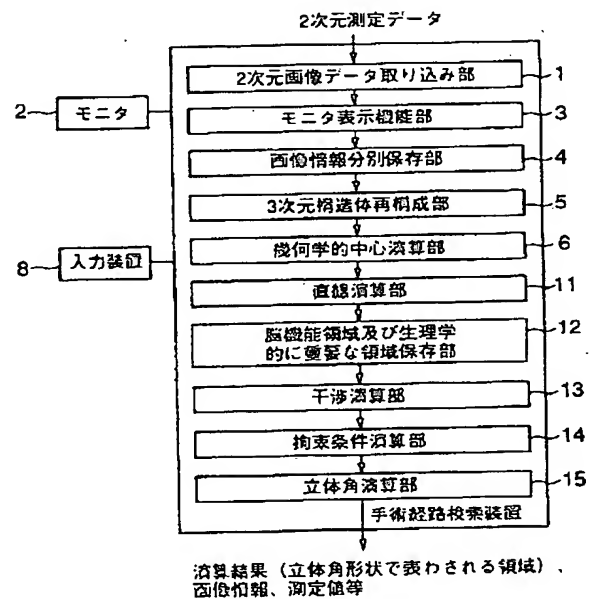 2次元測定データ
2次元画像データ取り込み部
1
2
モニタ
モニタ表示機能部
3
画像情報分別保存部
4
3次元構造体再構成部
5
幾何学的中心演算部
6
8
入力装置
直線演算部
11
脳機能領域及び生理学
的に重要な領域保存部
12
干渉演算部
13
拘束条件演算部
14
立体角演算部
15
手術経路検索装置
演算結果（立体角形状で表わされる領域）、
画像情報、測定値等